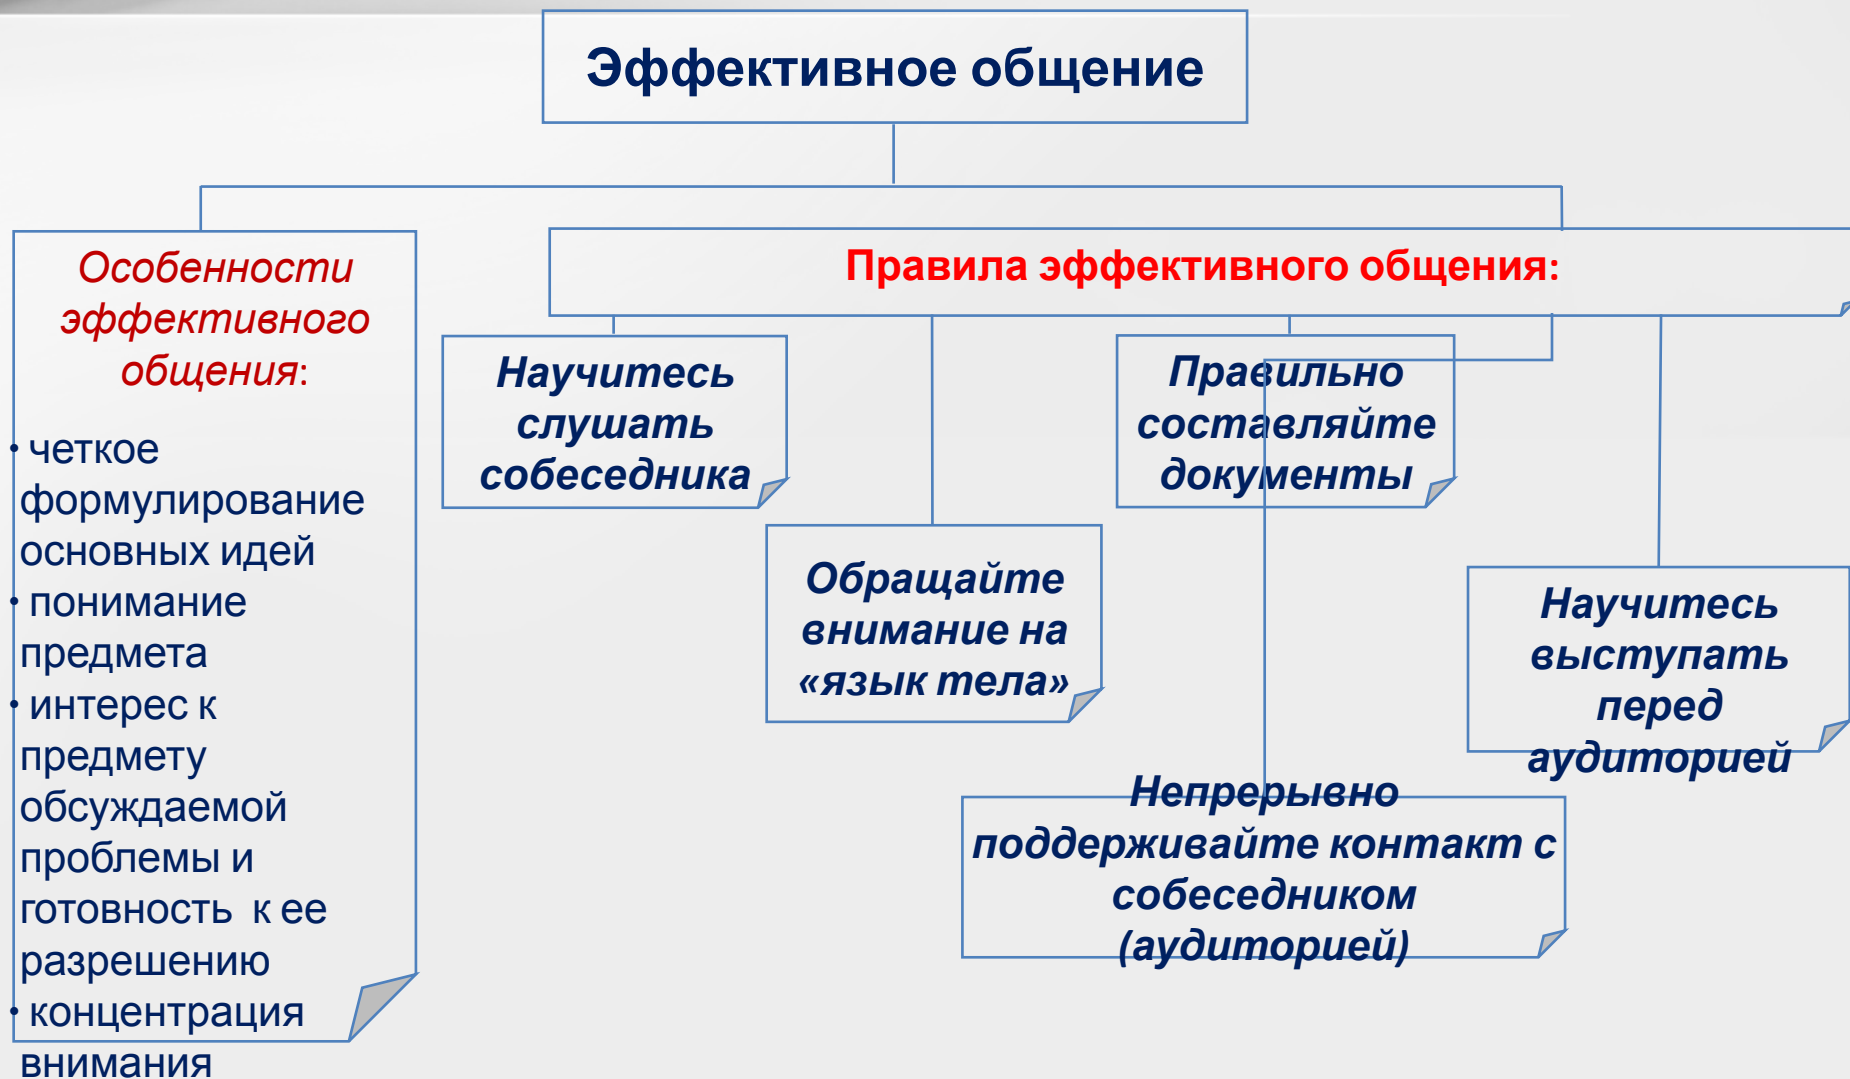 Эффективное общение
Особенности
эффективного
общения:
• четкое
формулирование
основных идей
• понимание
предмета
• интерес к
предмету
обсуждаемой
проблемы и
готовность к ее
разрешению
• концентрация
внимания
Правила эффективного общения:
Научитесь
слушать
собеседника
Обращайте
внимание на
«язык тела»
Правильно
составляйте
документы
Непрерывно
поддерживайте контакт с
собеседником
(аудиторией)
Научитесь
выступать
перед
аудиторией